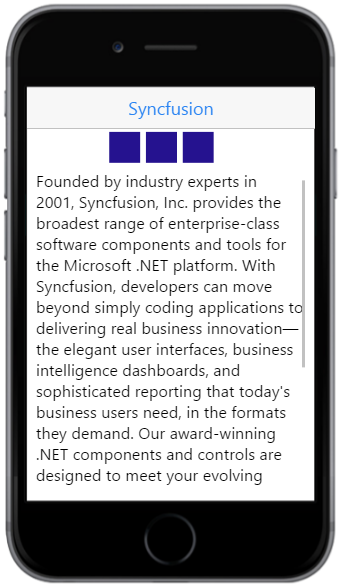 Syncfusion
Founded by industry experts in
2001, Syncfusion, Inc. provides the
broadest range of enterprise-class
software components and tools for
the Microsoft .NET platform. With
Syncfusion, developers can move
beyond simply coding applications to
delivering real business innovation—
the elegant user interfaces, business
intelligence dashboards, and
sophisticated reporting that today's
business users need, in the formats
they demand. Our award-winning
.NET components and controls are
designed to meet your evolving